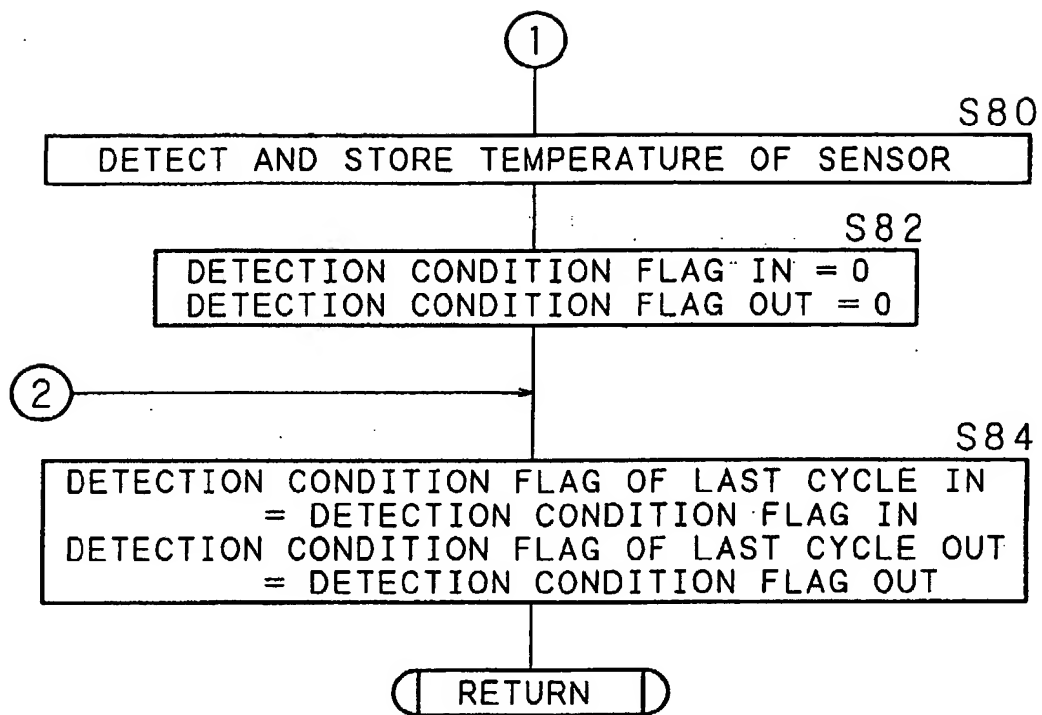 1
S80
DETECT AND STORE TEMPERATURE OF SENSOR
S82
DETECTION CONDITION FLAG IN = 0
DETECTION CONDITION FLAG OUT = 0
2
S84
DETECTION CONDITION FLAG OF LAST CYCLE IN
= DETECTION CONDITION FLAG IN
DETECTION CONDITION FLAG OF LAST CYCLE OUT
= DETECTION CONDITION FLAG OUT
RETURN